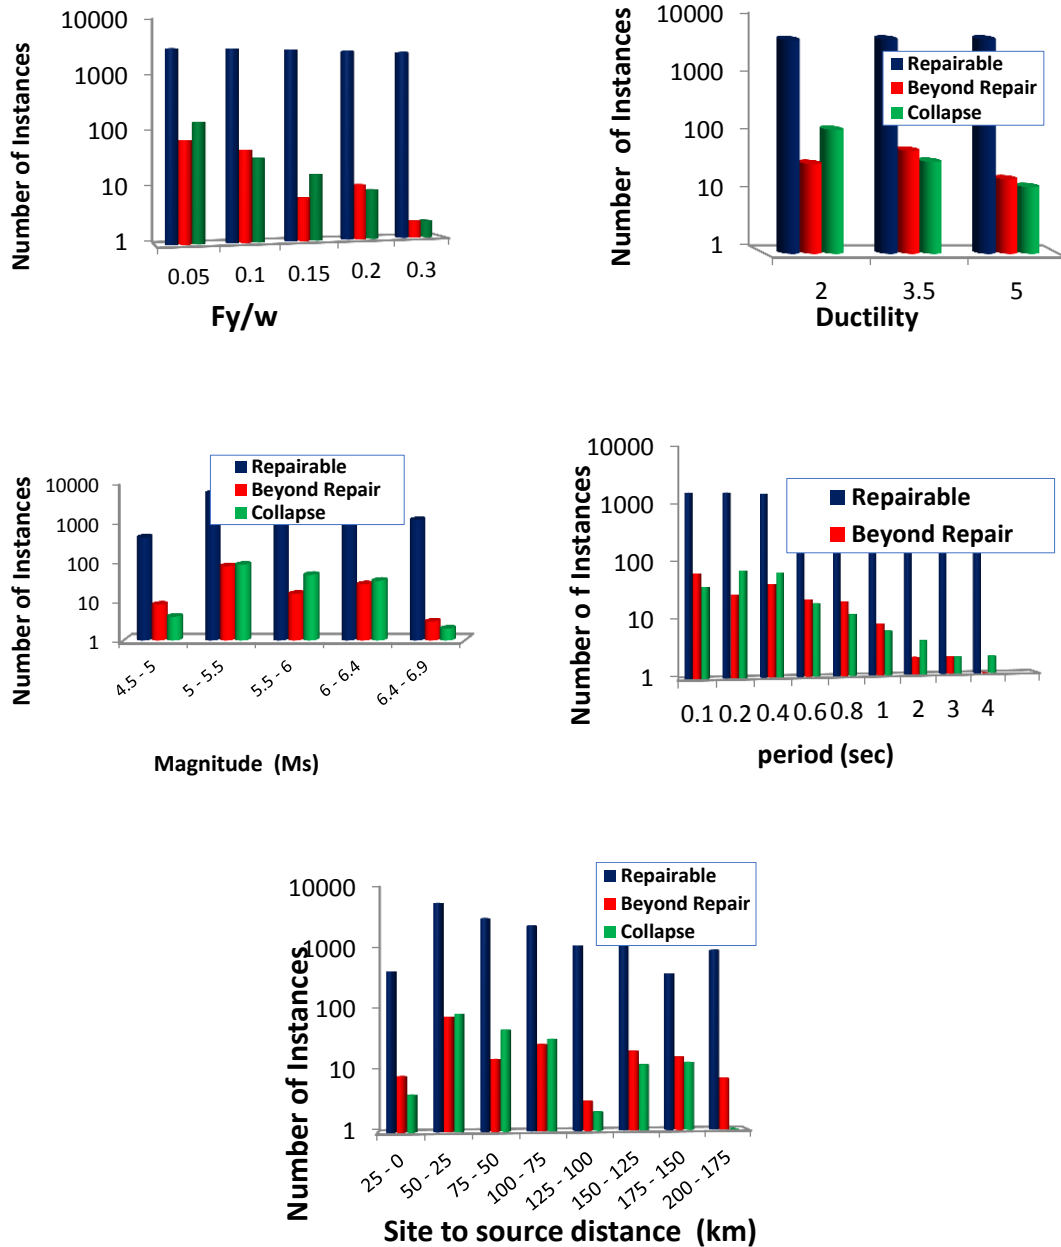 Number of Instances
10000
1000
100
10
1
0.05 0.1 0.15 0.2 0.3
Fy/w
Number of Instances
10000
1000
100
10
1
Repairable
Beyond Repair
Collapse
2 3.5 5
Ductility
Number of Instances
10000
1000
100
10
1
Repairable
Beyond Repair
Collapse
4.5 - 5 5 - 5.5 5.5 - 6 6 - 6.4 6.4 - 6.9
Magnitude (Ms)
Number o f Instances
10000
1000
100
10
1
Repairable
Beyond Repair
0.1 0.2 0.4 0.6 0.8 1 2 3 4
period (sec)
Number of Instances
10000
1000
100
10
1
Repairable
Beyond Repair
Collapse
25 - 0 50 - 25 75 - 50 100 - 75 125 - 100 150 - 125 175 - 150 200 - 175
Site to source distance (km)